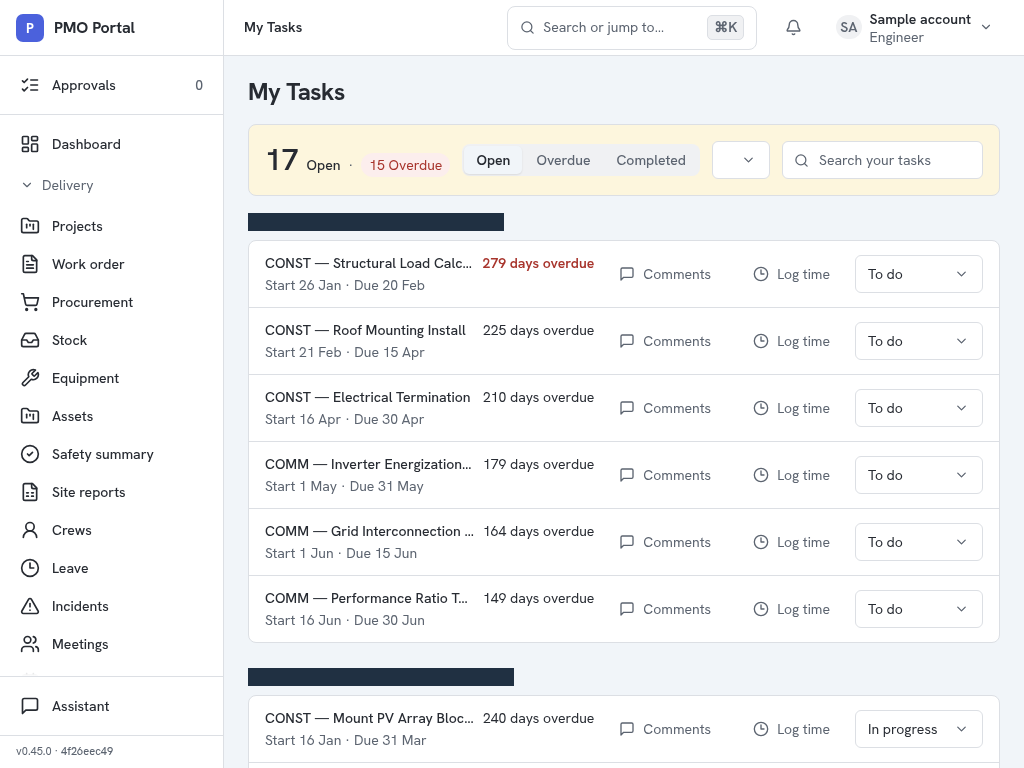 P PMO Portal
My Tasks
Search or jump to...
⌘K
SA
Sample account
Engineer
Approvals 0
Dashboard
Delivery
Projects
Work order
Procurement
Stock
Equipment
Assets
Safety summary
Site reports
Crews
Leave
Incidents
Meetings
Assistant
v0.45.0 · 4f26eec49
My Tasks
17 Open · 15 Overdue
Open Overdue Completed
Search your tasks
CONST — Structural Load Calc... 279 days overdue
Start 26 Jan · Due 20 Feb
Comments Log time To do
CONST — Roof Mounting Install 225 days overdue
Start 21 Feb · Due 15 Apr
Comments Log time To do
CONST — Electrical Termination 210 days overdue
Start 16 Apr · Due 30 Apr
Comments Log time To do
COMM — Inverter Energization... 179 days overdue
Start 1 May · Due 31 May
Comments Log time To do
COMM — Grid Interconnection ... 164 days overdue
Start 1 Jun · Due 15 Jun
Comments Log time To do
COMM — Performance Ratio T... 149 days overdue
Start 16 Jun · Due 30 Jun
Comments Log time To do
CONST — Mount PV Array Bloc... 240 days overdue
Start 16 Jan · Due 31 Mar
Comments Log time In progress